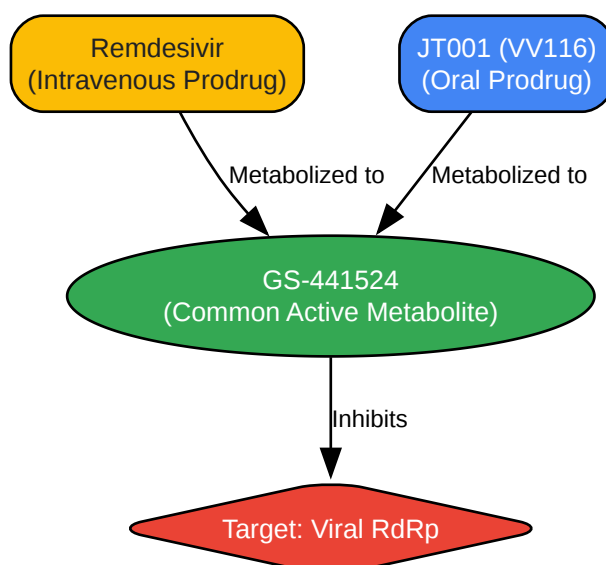 Remdesivir
(Intravenous Prodrug)
JT001 (VV116)
(Oral Prodrug)
Metabolized to
Metabolized to
GS-441524
(Common Active Metabolite)
Inhibits
Target: Viral RdRp